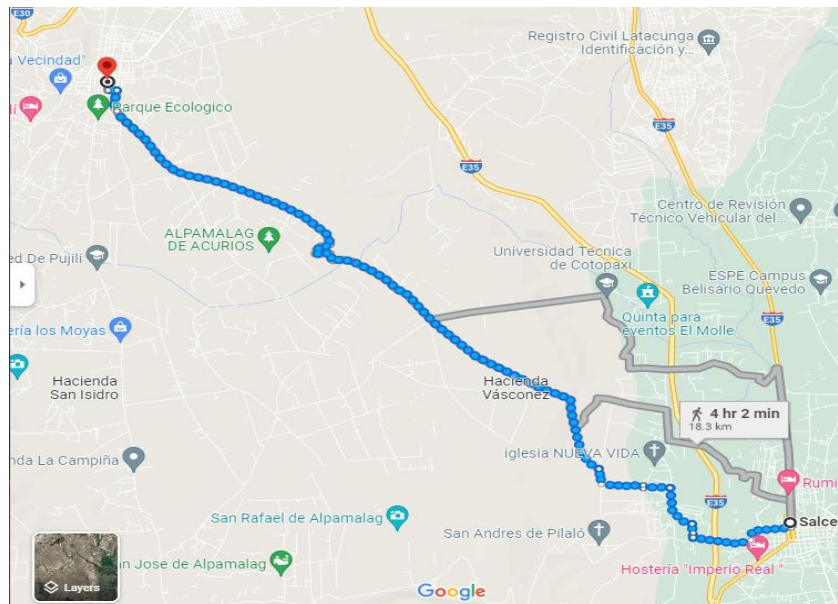 E30
Registro Civil Latacunga
Identificación y...
E35
Vecindad"
Parque Ecologico
E35
Centro de Revisión
Técnico Vehicular del...
ALPAMALAG
DE ACURIOS
Universidad Tecnica
de Cotopaxi
ed De Pujili
ESPE Campus
Belisario Quevedo
Quinta para
eventos El Molle
E35
ería los Moyas
Hacienda
San Isidro
Hacienda
Vásconez
4 hr 2 min
18.3 km
nda La Campiña
iglesia NUEVA VIDA
Rumi
E35
San Rafael de Alpamalag
San Andres de Pilaló
Salce
Layers
an Jose de Alpamalag
Hostería "Imperio Real "
Google